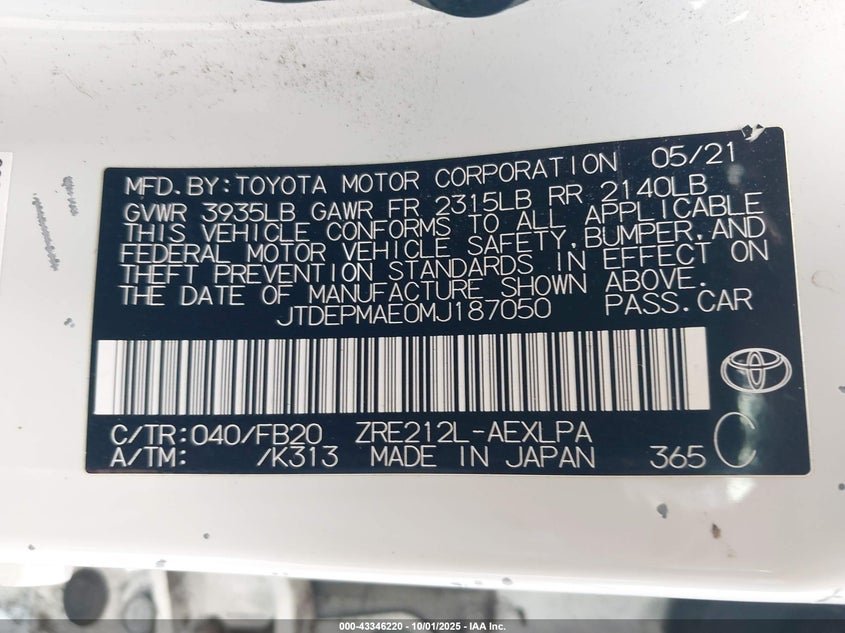 MFD. BY: TOYOTA MOTOR CORPORATION 05/21
GVWR 3935LB GAWR FR 2315LB RR 2140LB
THIS VEHICLE CONFORMS TO ALL APPLICABLE
FEDERAL MOTOR VEHICLE SAFETY, BUMPER, AND
THEFT PREVENTION STANDARDS IN EFFECT ON
THE DATE OF MANUFACTURE SHOWN ABOVE.
JTDEPMAE0MJ187050 PASS. CAR
C/TR: 040/FB20 ZRE212L-AEXLPA
A/TM: /K313 MADE IN JAPAN 365 C
000-43346220 - 10/01/2025 - IAA Inc.